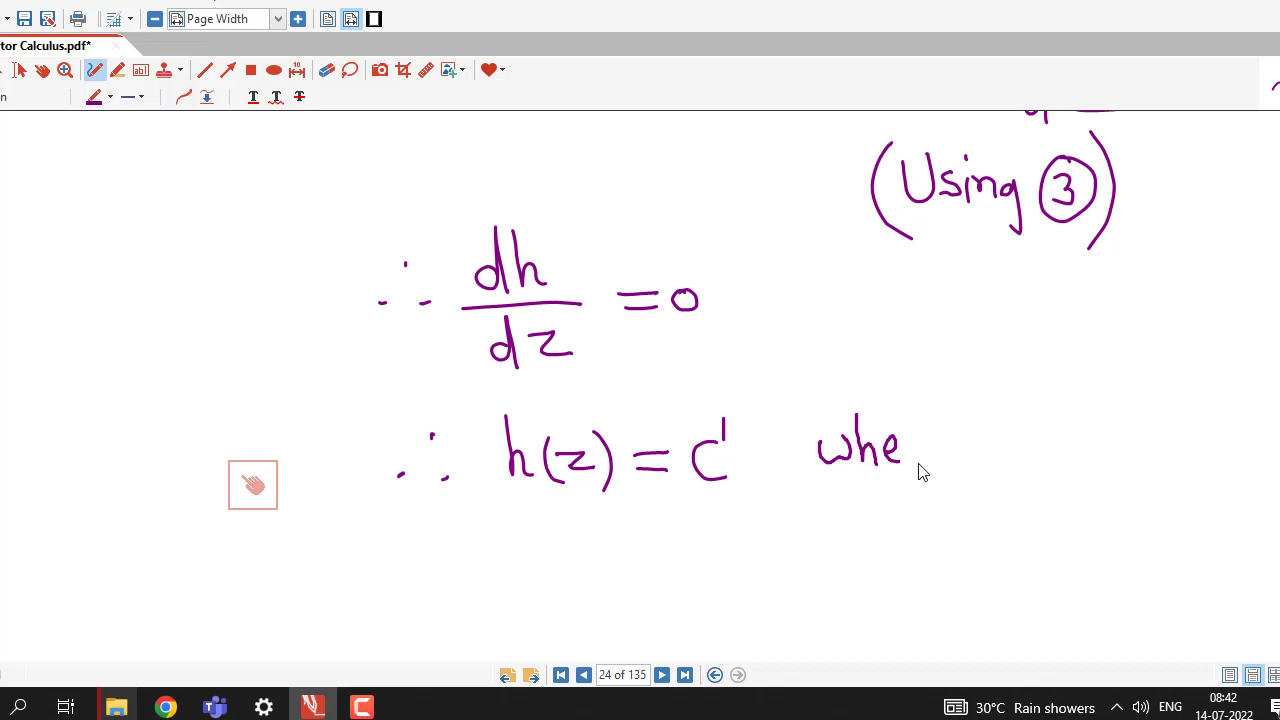 Page Width
tor Calculus.pdf*
(Using ③)
∴ dh/dz = 0
∴ h(z) = C' whe
24 of 135
30°C Rain showers ENG 08:42
14-07-2022